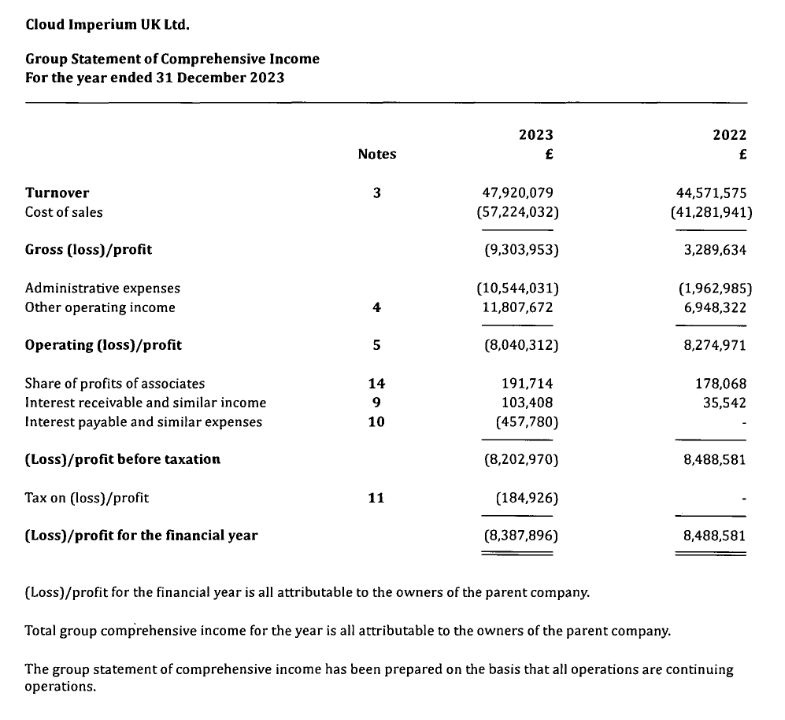 Cloud Imperium UK Ltd.
Group Statement of Comprehensive Income
For the year ended 31 December 2023
2023 2022
Notes £ £
Turnover 3 47,920,079 44,571,575
Cost of sales (57,224,032) (41,281,941)
Gross (loss)/profit (9,303,953) 3,289,634
Administrative expenses (10,544,031) (1,962,985)
Other operating income 4 11,807,672 6,948,322
Operating (loss)/profit 5 (8,040,312) 8,274,971
Share of profits of associates 14 191,714 178,068
Interest receivable and similar income 9 103,408 35,542
Interest payable and similar expenses 10 (457,780) -
(Loss)/profit before taxation (8,202,970) 8,488,581
Tax on (loss)/profit 11 (184,926) -
(Loss)/profit for the financial year (8,387,896) 8,488,581
(Loss)/profit for the financial year is all attributable to the owners of the parent company.
Total group comprehensive income for the year is all attributable to the owners of the parent company.
The group statement of comprehensive income has been prepared on the basis that all operations are continuing
operations.